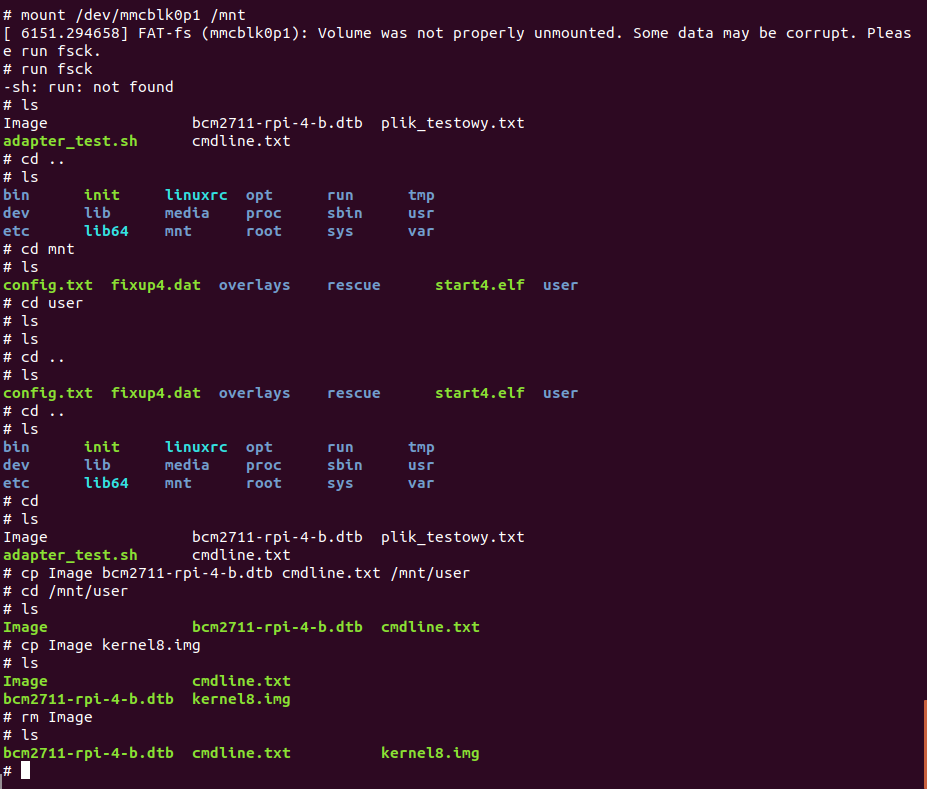 # mount /dev/mmcblk0p1 /mnt
[ 6151.294658] FAT-fs (mmcblk0p1): Volume was not properly unmounted. Some data may be corrupt. Pleas
e run fsck.
# run fsck
-sh: run: not found
# ls
Image                bcm2711-rpi-4-b.dtb  plik_testowy.txt
adapter_test.sh      cmdline.txt
# cd ..
# ls
bin      init     linuxrc  opt      run      tmp
dev      lib      media    proc     sbin     usr
etc      lib64    mnt      root     sys      var
# cd mnt
# ls
config.txt  fixup4.dat  overlays    rescue      start4.elf  user
# cd user
# ls
# ls
# cd ..
# ls
config.txt  fixup4.dat  overlays    rescue      start4.elf  user
# cd ..
# ls
bin      init     linuxrc  opt      run      tmp
dev      lib      media    proc     sbin     usr
etc      lib64    mnt      root     sys      var
# cd
# ls
Image                bcm2711-rpi-4-b.dtb  plik_testowy.txt
adapter_test.sh      cmdline.txt
# cp Image bcm2711-rpi-4-b.dtb cmdline.txt /mnt/user
# cd /mnt/user
# ls
Image                bcm2711-rpi-4-b.dtb  cmdline.txt
# cp Image kernel8.img
# ls
Image                cmdline.txt
bcm2711-rpi-4-b.dtb  kernel8.img
# rm Image
# ls
bcm2711-rpi-4-b.dtb  cmdline.txt          kernel8.img
#